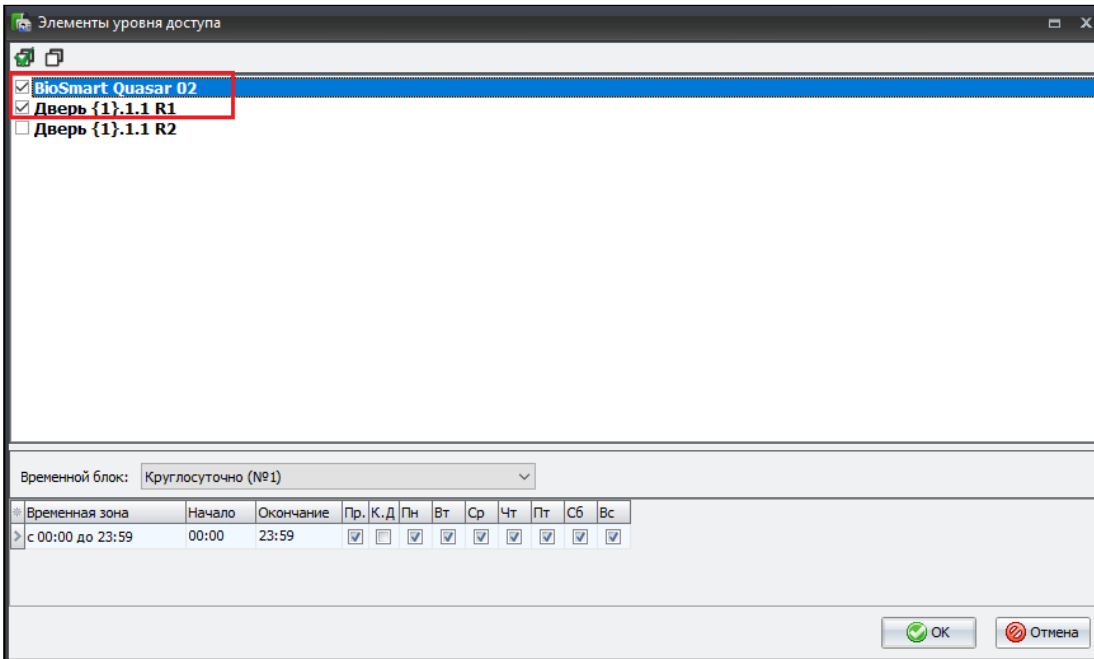 Элементы уровня доступа
BioSmart Quasar 02
Дверь {1}.1.1 R1
Дверь {1}.1.1 R2
Временной блок: Круглосуточно (№1)
Временная зона Начало Окончание Пр. К.Д Пн Вт Ср Чт Пт Сб Вс
с 00:00 до 23:59 00:00 23:59
OK Отмена